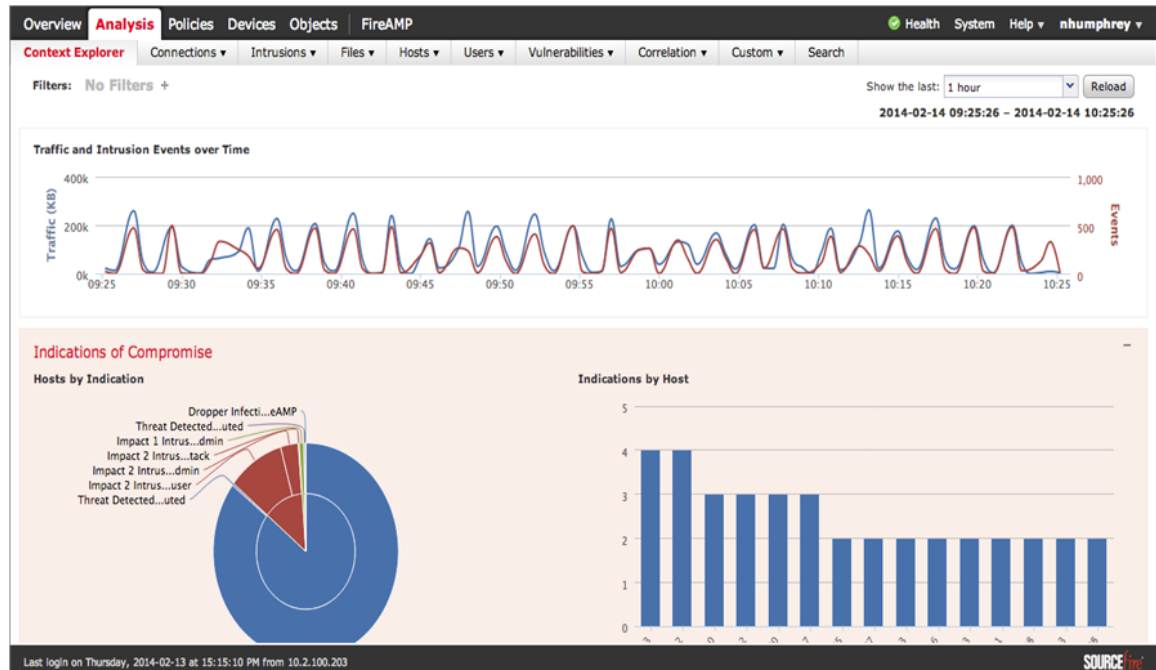 Overview Analysis Policies Devices Objects FireAMP Health System Help ▾ nhumphrey ▾
Context Explorer Connections ▾ Intrusions ▾ Files ▾ Hosts ▾ Users ▾ Vulnerabilities ▾ Correlation ▾ Custom ▾ Search
Filters: No Filters + Show the last: 1 hour Reload
2014-02-14 09:25:26 - 2014-02-14 10:25:26
Traffic and Intrusion Events over Time
400k 1,000
200k 500
0k 0
Traffic (KB)
Events
09:25 09:30 09:35 09:40 09:45 09:50 09:55 10:00 10:05 10:10 10:15 10:20 10:25
Indications of Compromise –
Hosts by Indication
Dropper Infecti...eAMP
Threat Detected...uted
Impact 1 Intrus...dmin
Impact 2 Intrus...tack
Impact 2 Intrus...dmin
Impact 2 Intrus...user
Threat Detected...uted
Indications by Host
5
4
3
2
1
0
Last login on Thursday, 2014-02-13 at 15:15:10 PM from 10.2.100.203 SOURCEfire